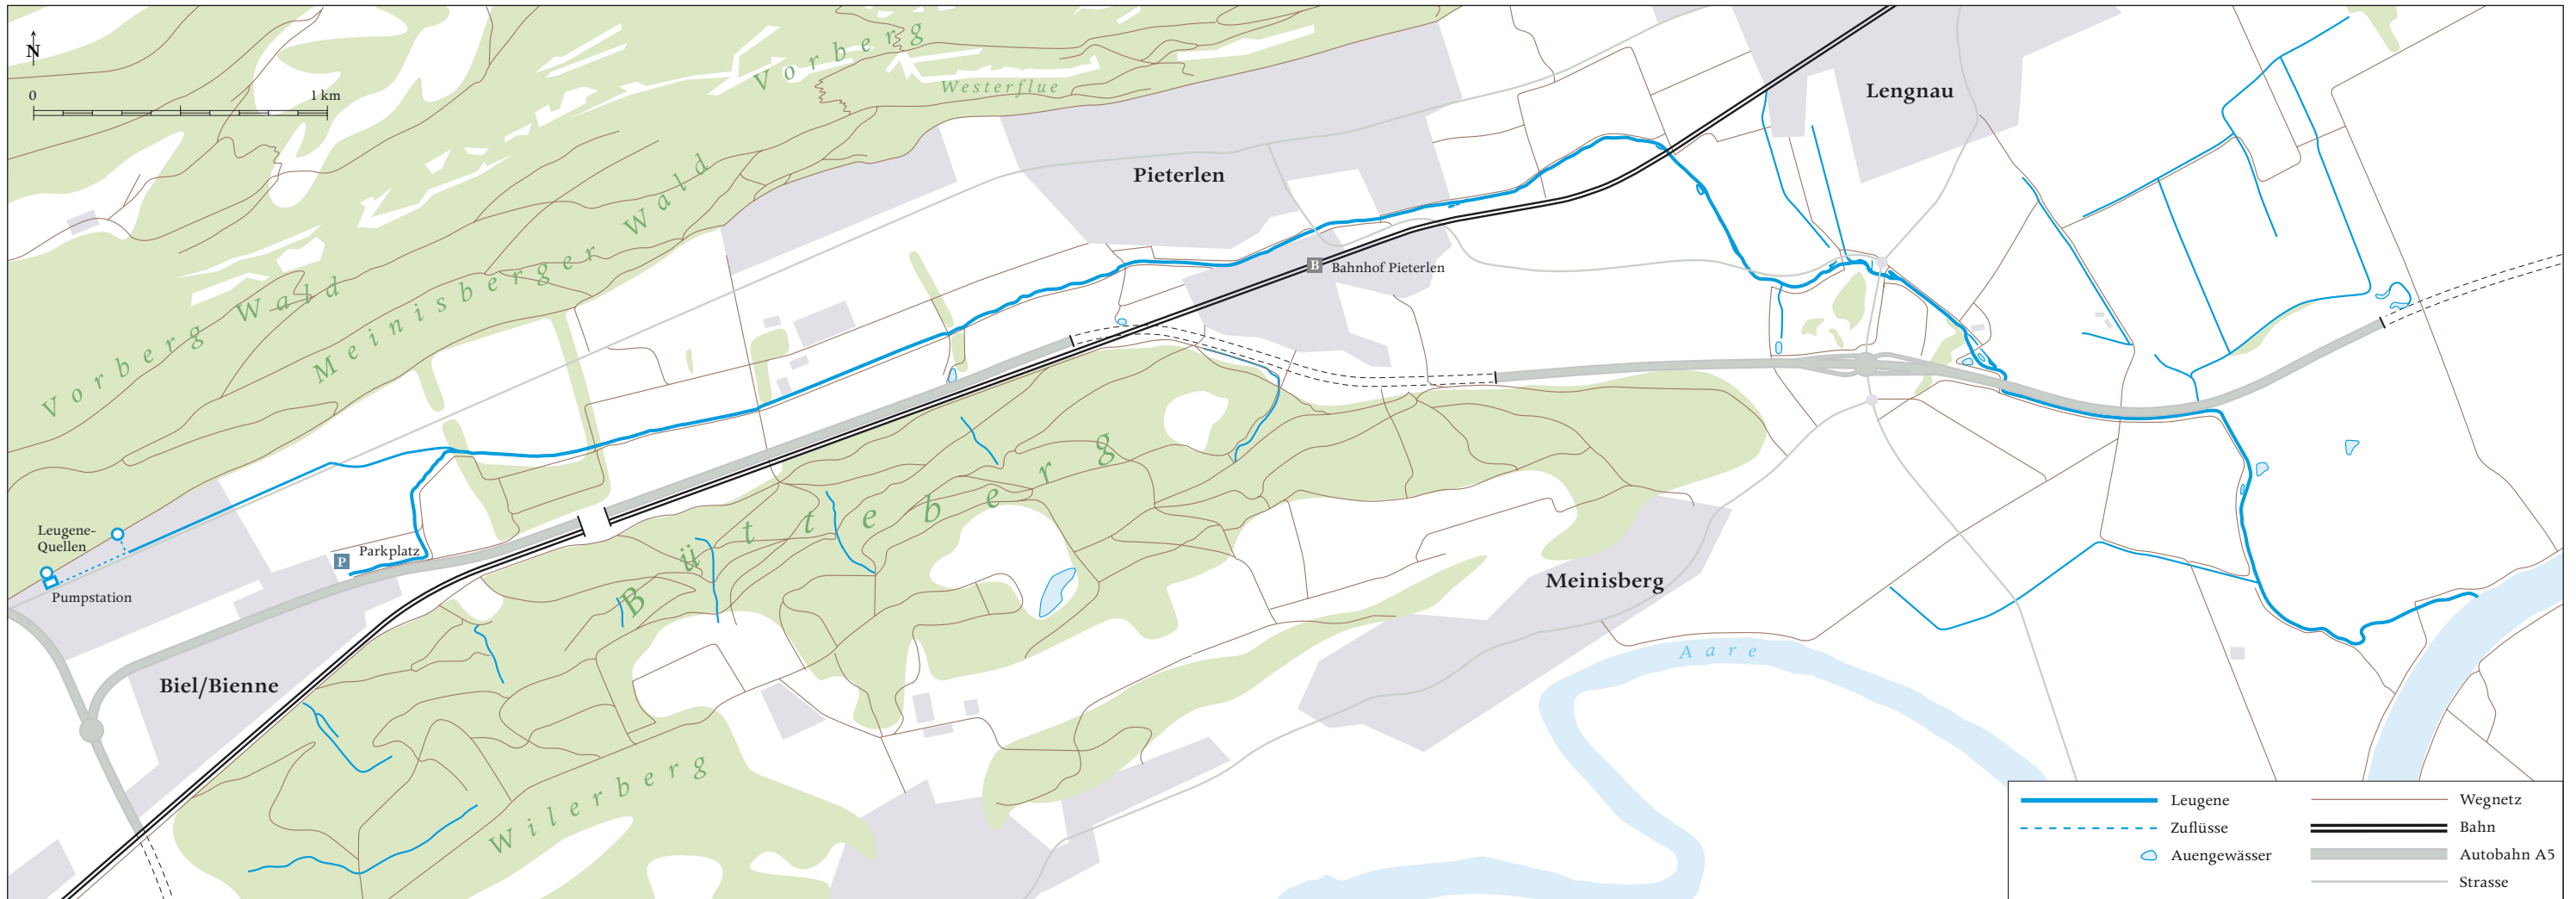 N
0 1 km
Vorberg
Westerflue
Lengnau
Pieterlen
Meinisberger Wald
Vorberg Wald
B Bahnhof Pieterlen
Leugene-
Quellen
P Parkplatz
Pumpstation
Bütteberg
Meinisberg
Aare
Biel/Bienne
Wilerberg
Leugene
Zuflüsse
Auengewässer
Wegnetz
Bahn
Autobahn A5
Strasse